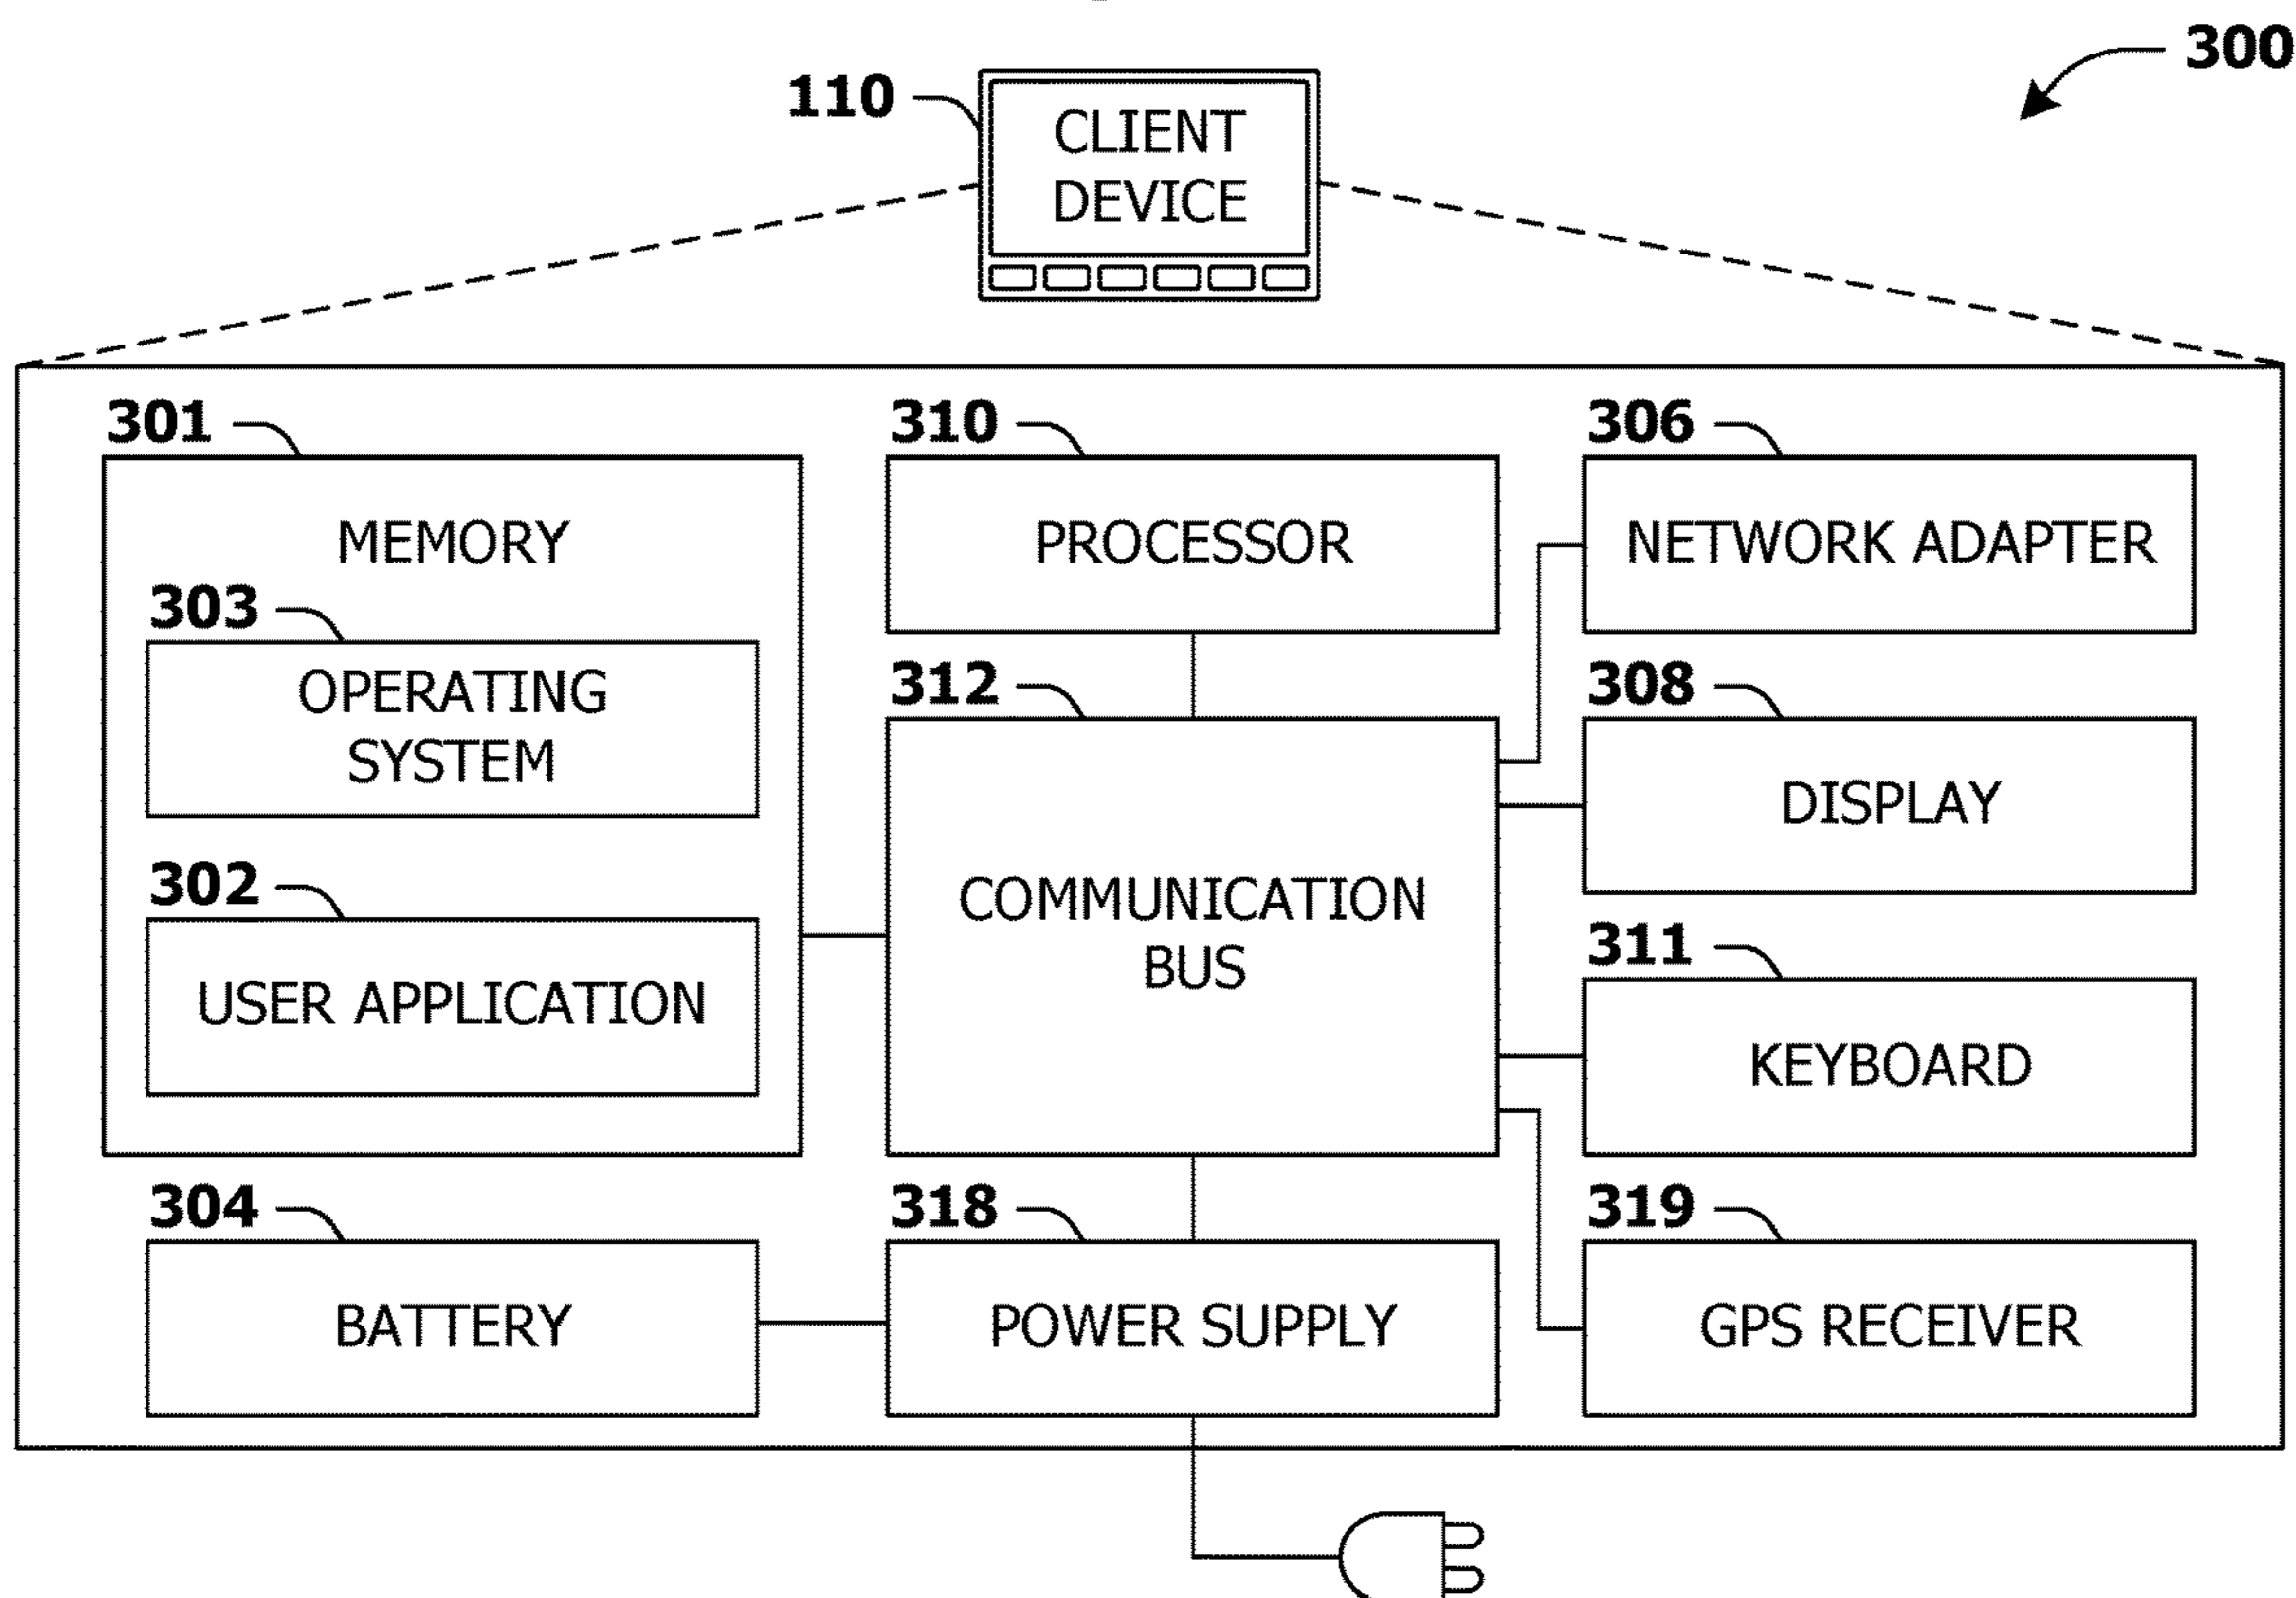 300
110
CLIENT
DEVICE
301
310
306
MEMORY
PROCESSOR
NETWORK ADAPTER
303
OPERATING
SYSTEM
312
308
COMMUNICATION
BUS
DISPLAY
302
USER APPLICATION
311
KEYBOARD
304
318
319
BATTERY
POWER SUPPLY
GPS RECEIVER